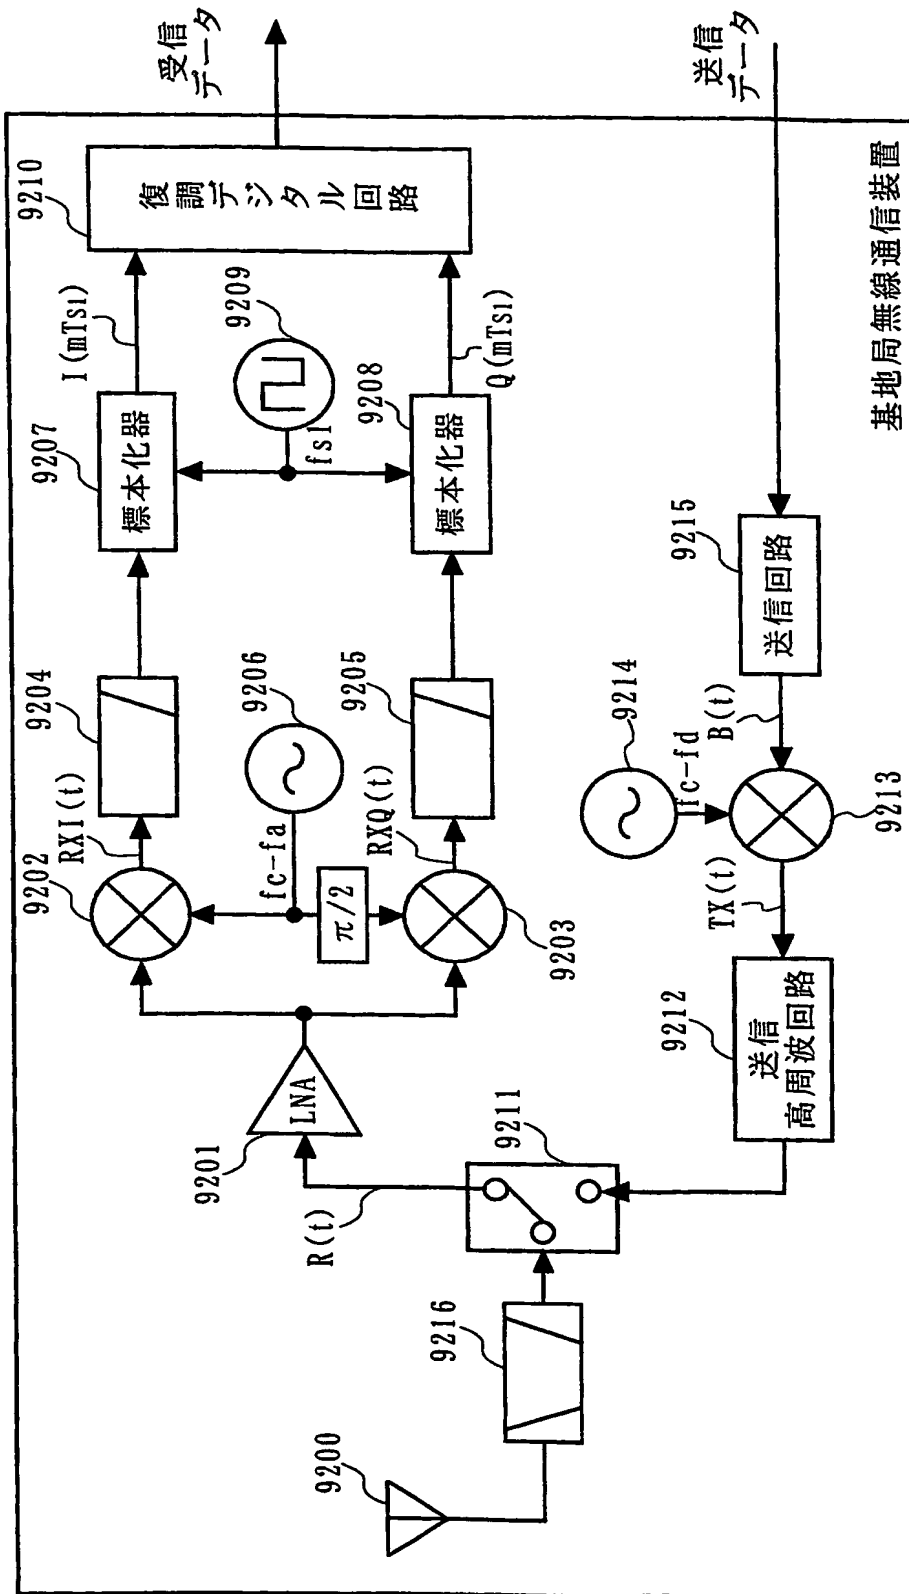 受信
データ
送信
データ
9210
復調デジタル回路
I(mTs1)
9209
Q(mTs1)
9207
標本化器
fs1
9208
標本化器
9204
9206
9205
RXI(t)
fc-fa
RXQ(t)
9202
π/2
9203
LNA
9201
R(t)
9211
9216
9200
9215
送信回路
9214
fc-fd
B(t)
9213
TX(t)
9212
送信
高周波回路
基地局無線通信装置